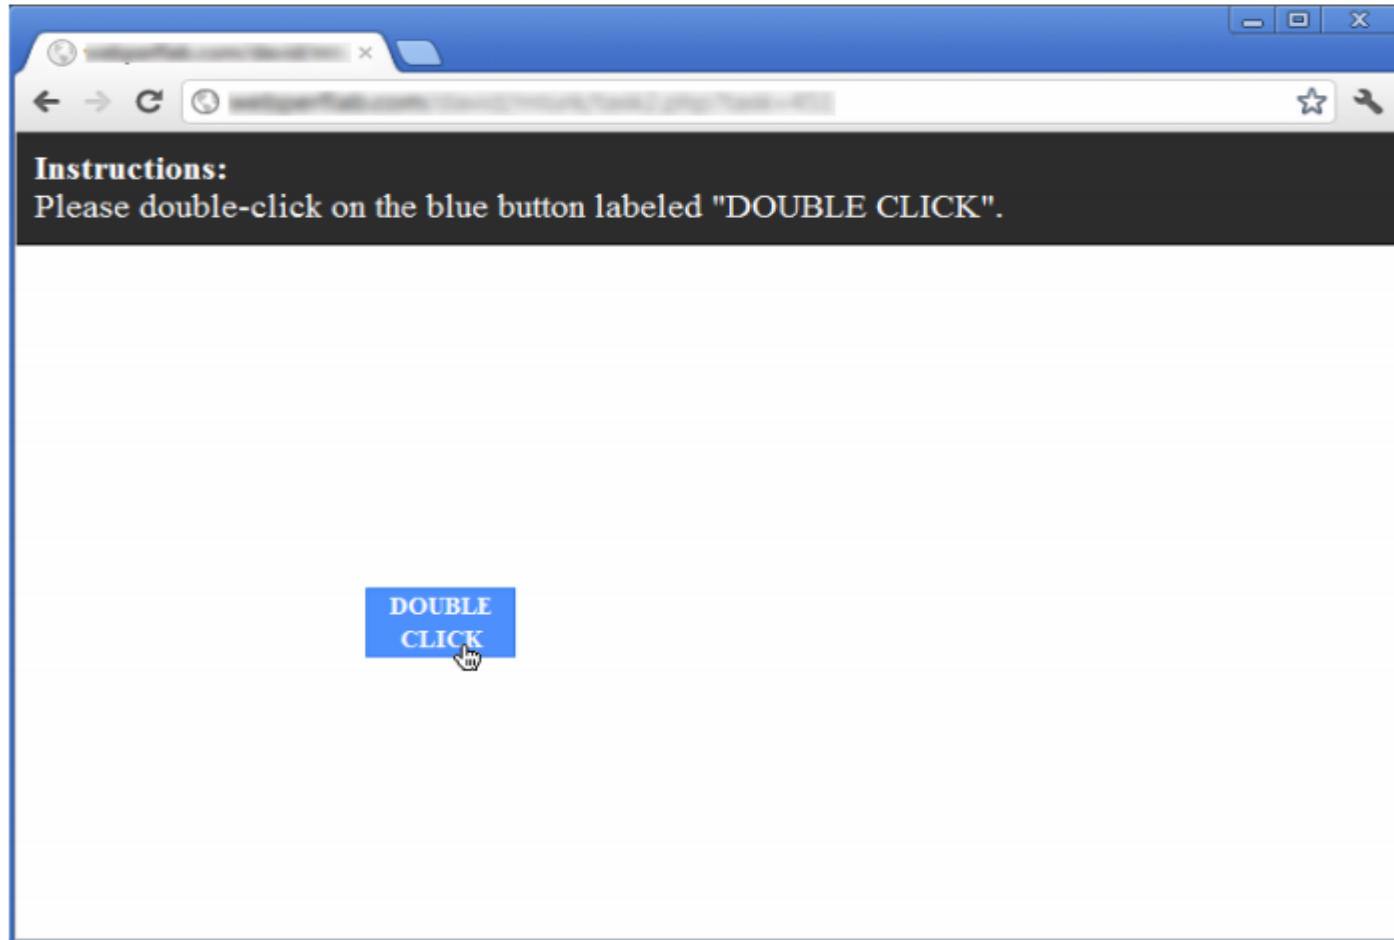 Instructions:
Please double-click on the blue button labeled "DOUBLE CLICK".
DOUBLE
CLICK